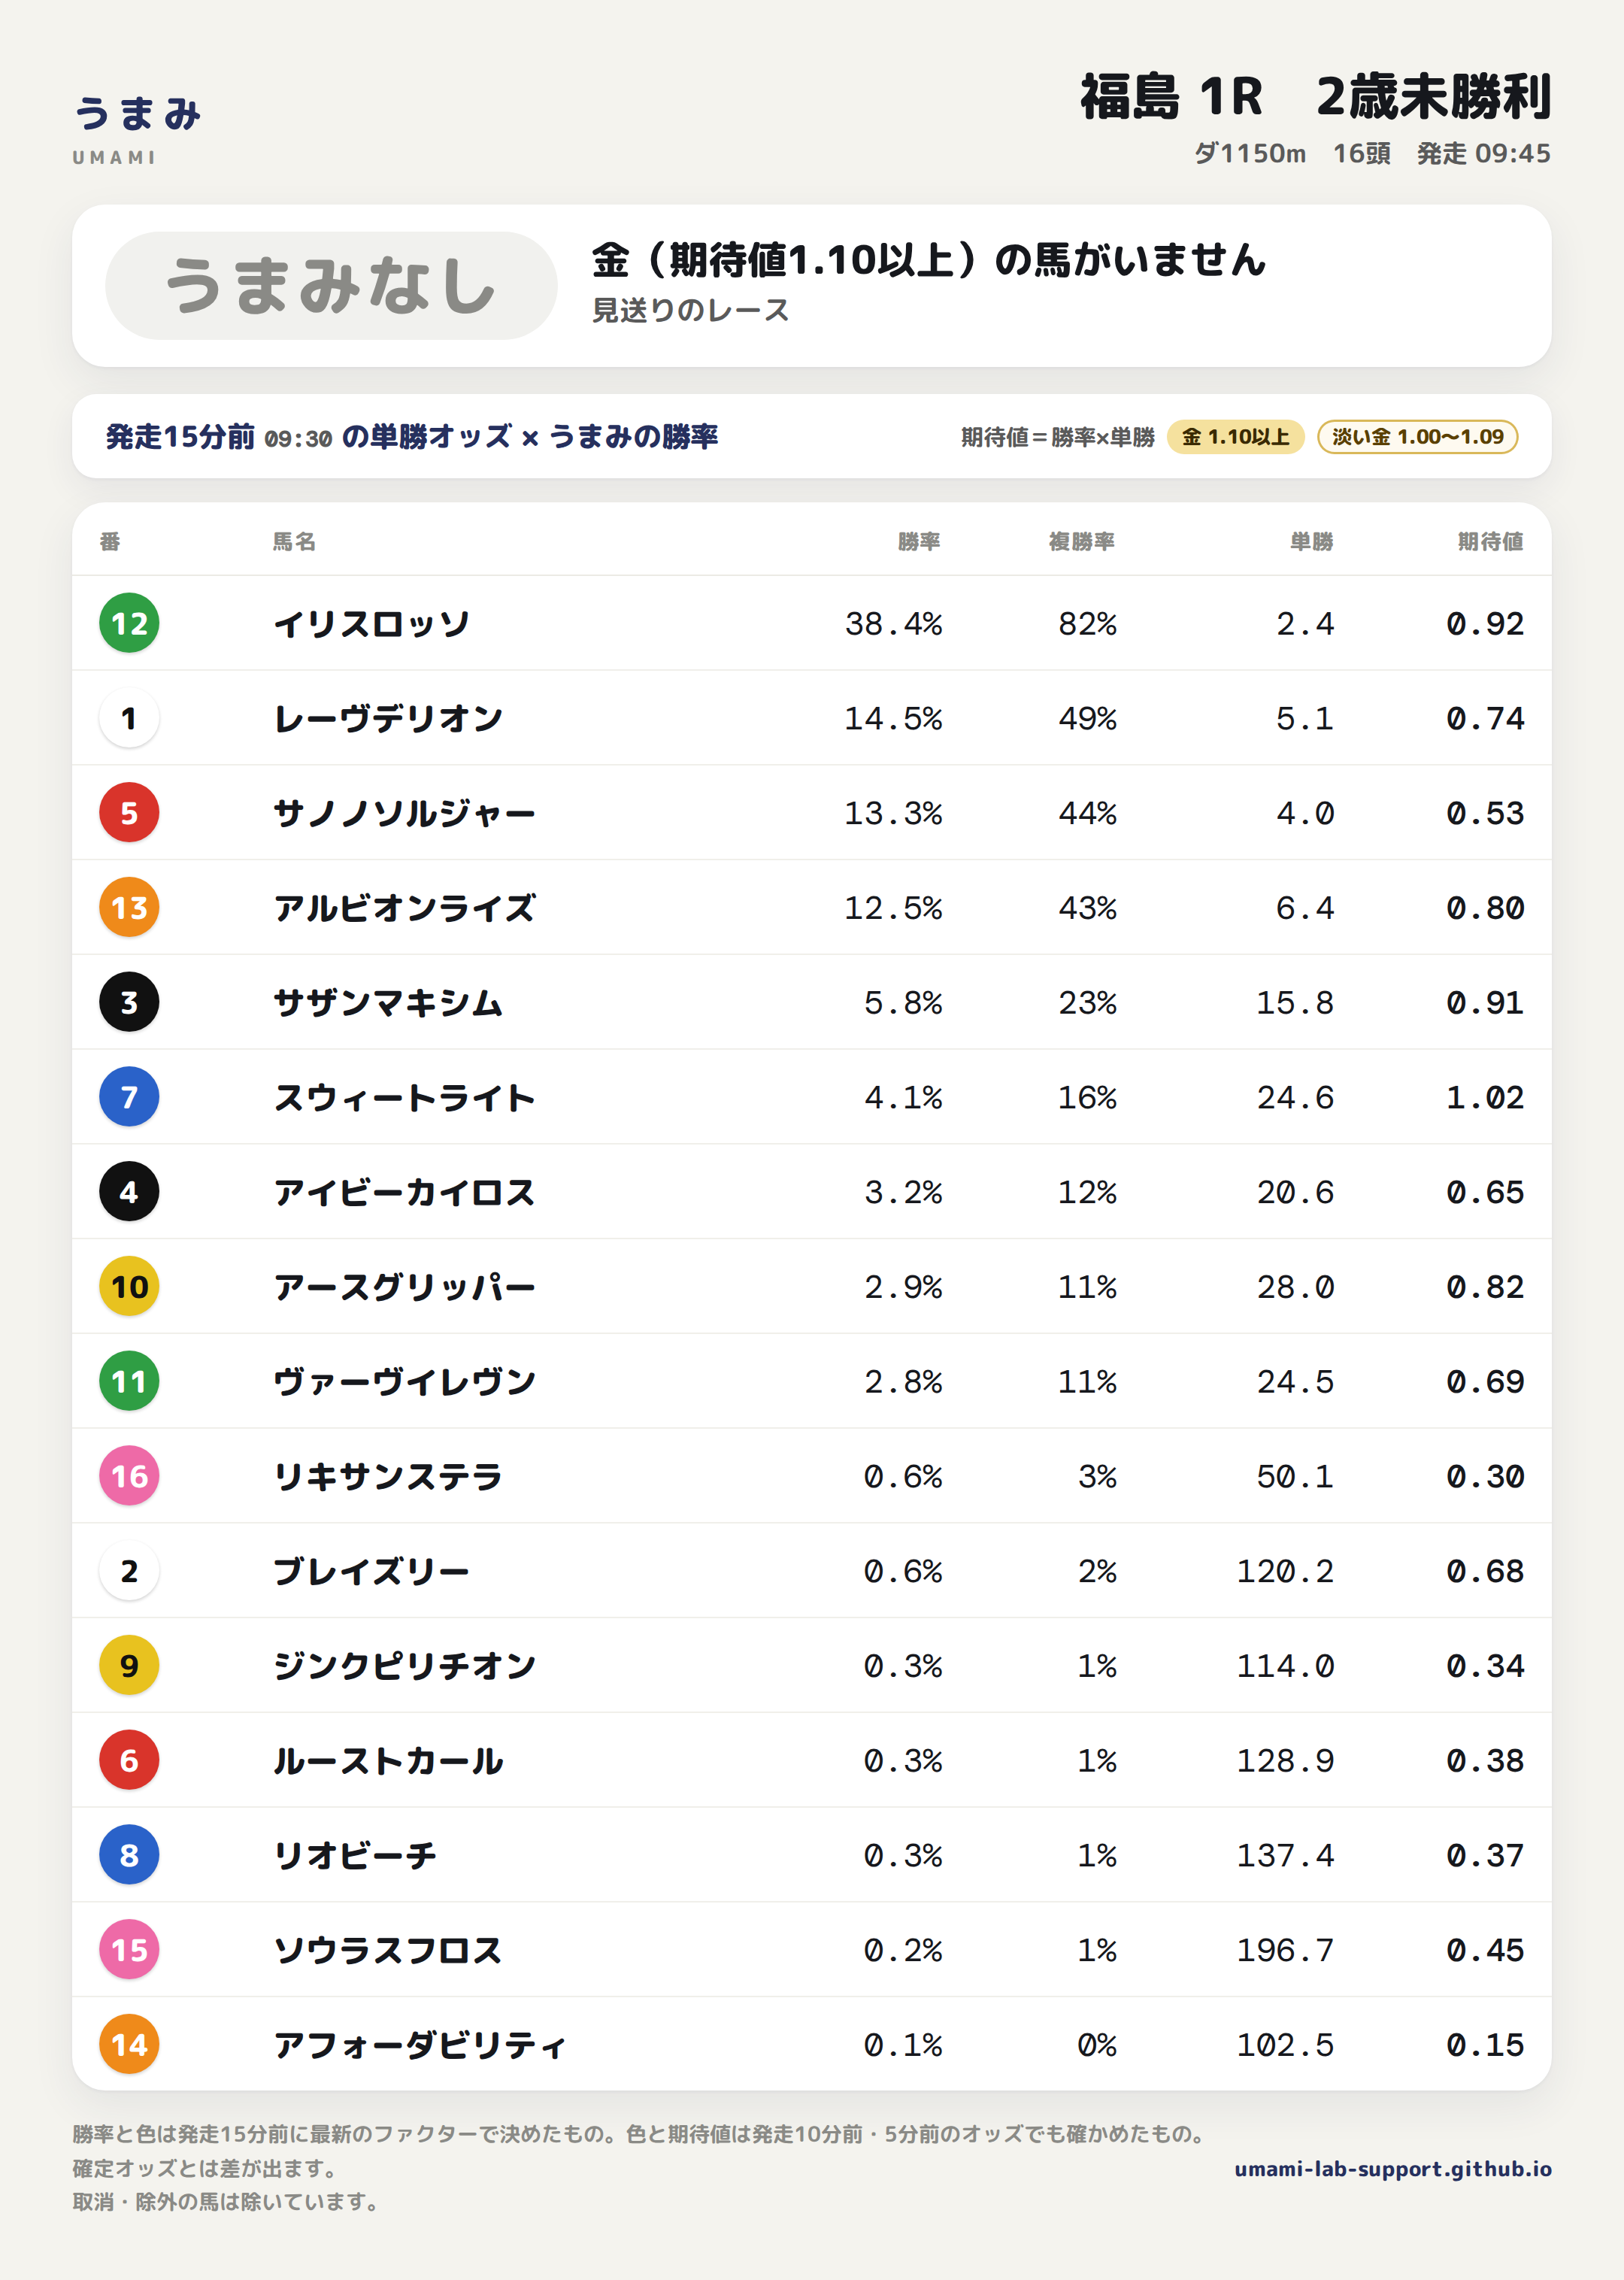 うまみ
UMAMI
福島 1R 2歳未勝利
ダ1150m 16頭 発走 09:45
うまみなし
金（期待値1.10以上）の馬がいません
見送りのレース
発走15分前 09:30 の単勝オッズ × うまみの勝率
期待値＝勝率×単勝 金 1.10以上 淡い金 1.00〜1.09
番 馬名 勝率 複勝率 単勝 期待値
12 イリスロッソ 38.4% 82% 2.4 0.92
1 レーヴデリオン 14.5% 49% 5.1 0.74
5 サノノソルジャー 13.3% 44% 4.0 0.53
13 アルビオンライズ 12.5% 43% 6.4 0.80
3 サザンマキシム 5.8% 23% 15.8 0.91
7 スウィートライト 4.1% 16% 24.6 1.02
4 アイビーカイロス 3.2% 12% 20.6 0.65
10 アースグリッパー 2.9% 11% 28.0 0.82
11 ヴァーヴイレヴン 2.8% 11% 24.5 0.69
16 リキサンステラ 0.6% 3% 50.1 0.30
2 ブレイズリー 0.6% 2% 120.2 0.68
9 ジンクピリチオン 0.3% 1% 114.0 0.34
6 ルーストカール 0.3% 1% 128.9 0.38
8 リオビーチ 0.3% 1% 137.4 0.37
15 ソウラスフロス 0.2% 1% 196.7 0.45
14 アフォーダビリティ 0.1% 0% 102.5 0.15
勝率と色は発走15分前に最新のファクターで決めたもの。色と期待値は発走10分前・5分前のオッズでも確かめたもの。
確定オッズとは差が出ます。
取消・除外の馬は除いています。
umami-lab-support.github.io